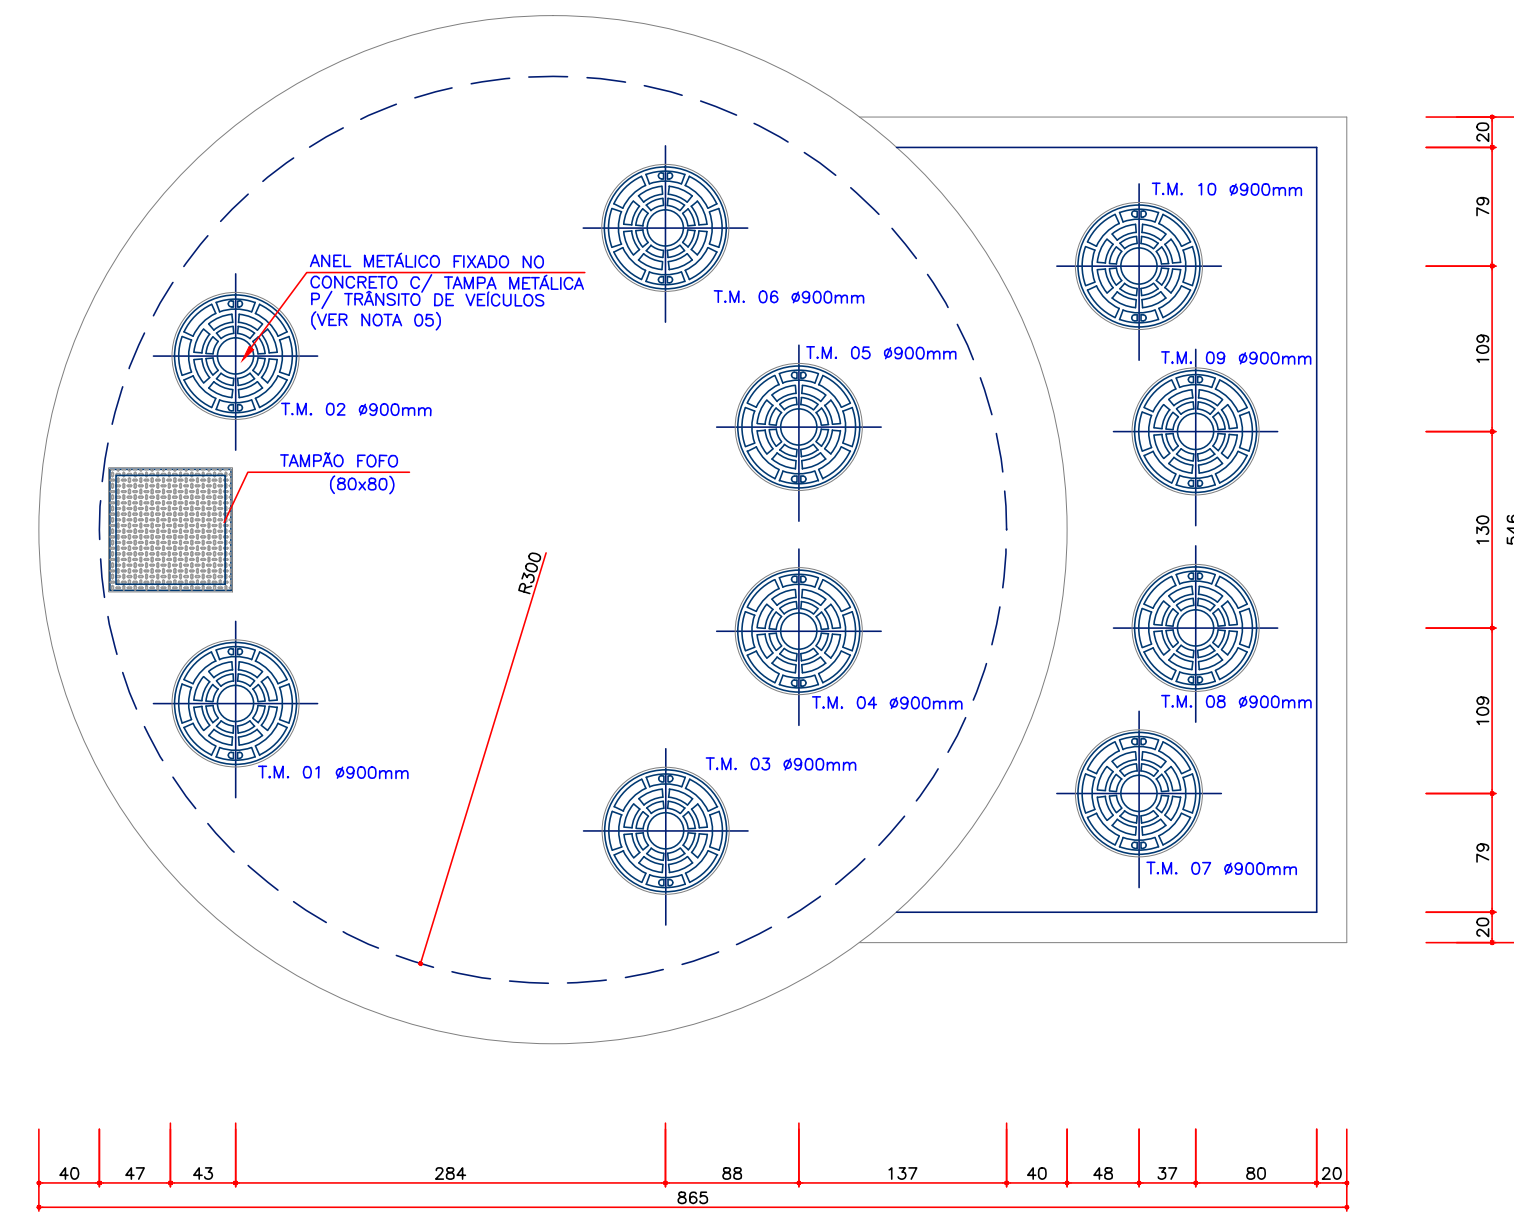 T.M. 10 ø900mm
ANEL METÁLICO FIXADO NO
CONCRETO C/ TAMPA METÁLICA
P/ TRÂNSITO DE VEÍCULOS
(VER NOTA 05)
T.M. 06 ø900mm
T.M. 05 ø900mm
T.M. 09 ø900mm
T.M. 02 ø900mm
TAMPÃO FOFO
(80x80)
R300
T.M. 04 ø900mm
T.M. 08 ø900mm
T.M. 03 ø900mm
T.M. 01 ø900mm
T.M. 07 ø900mm
20
79
109
130
546
109
79
20
40 47 43 284 88 137 40 48 37 80 20
865